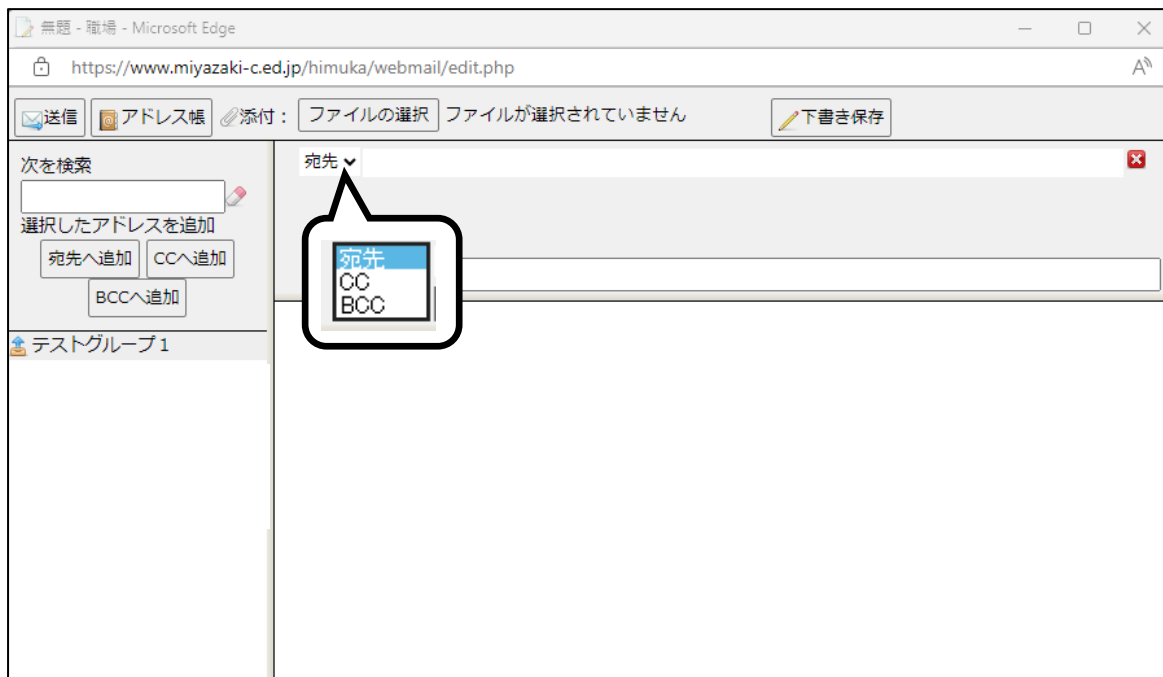 無題 - 職場 - Microsoft Edge
https://www.miyazaki-c.ed.jp/himuka/webmail/edit.php
送信 アドレス帳 添付： ファイルの選択 ファイルが選択されていません 下書き保存
次を検索
選択したアドレスを追加
宛先へ追加 CCへ追加
BCCへ追加
テストグループ1
宛先
宛先
CC
BCC